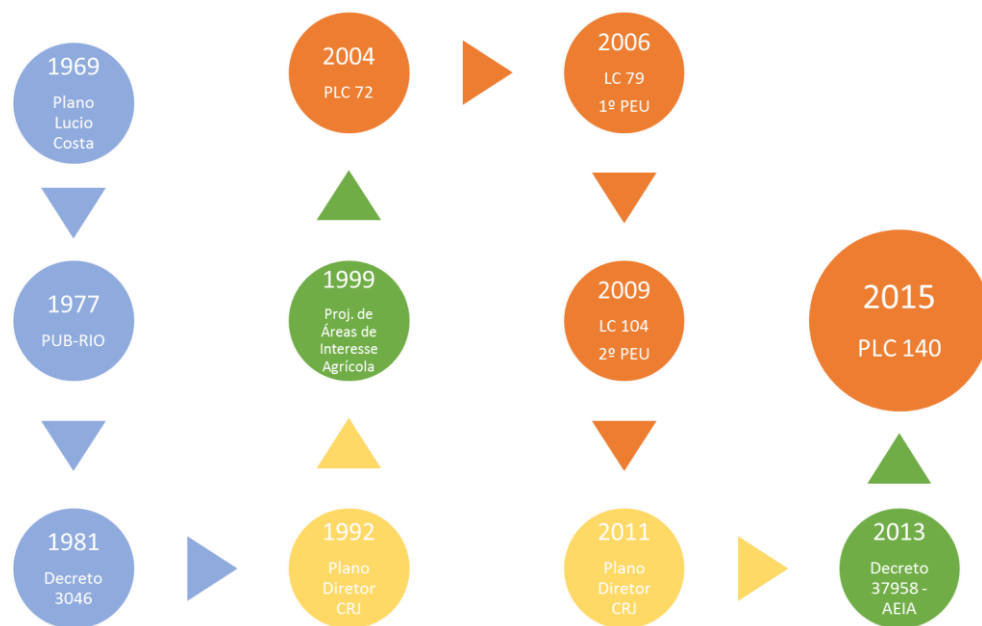 1969
Plano
Lucio
Costa
1977
PUB-RIO
1981
Decreto
3046
1992
Plano
Diretor
CRJ
1999
Proj. de
Áreas de
Interesse
Agrícola
2004
PLC 72
2006
LC 79
1º PEU
2009
LC 104
2º PEU
2011
Plano
Diretor
CRJ
2013
Decreto
37958 -
AEIA
2015
PLC 140